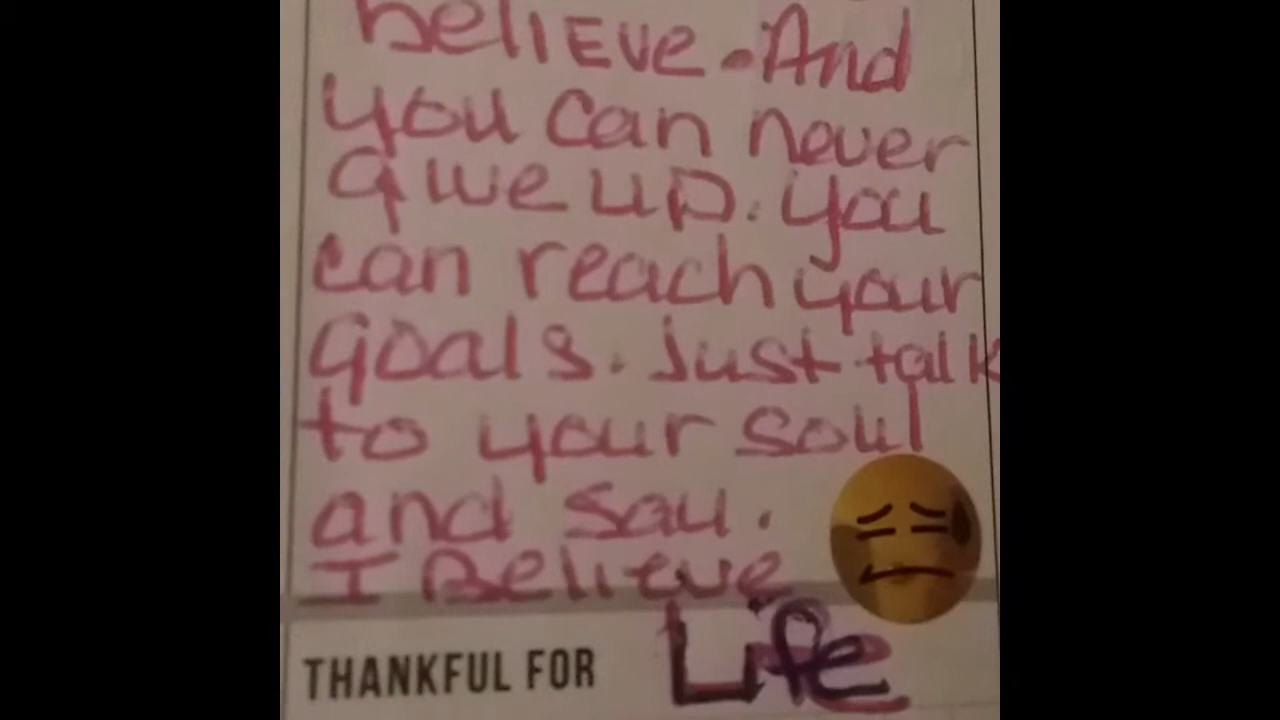 BeliEve. And
you can never
give up. you
can reach your
goals. Just talk
to your soul
and say.
I Believe
THANKFUL FOR Life